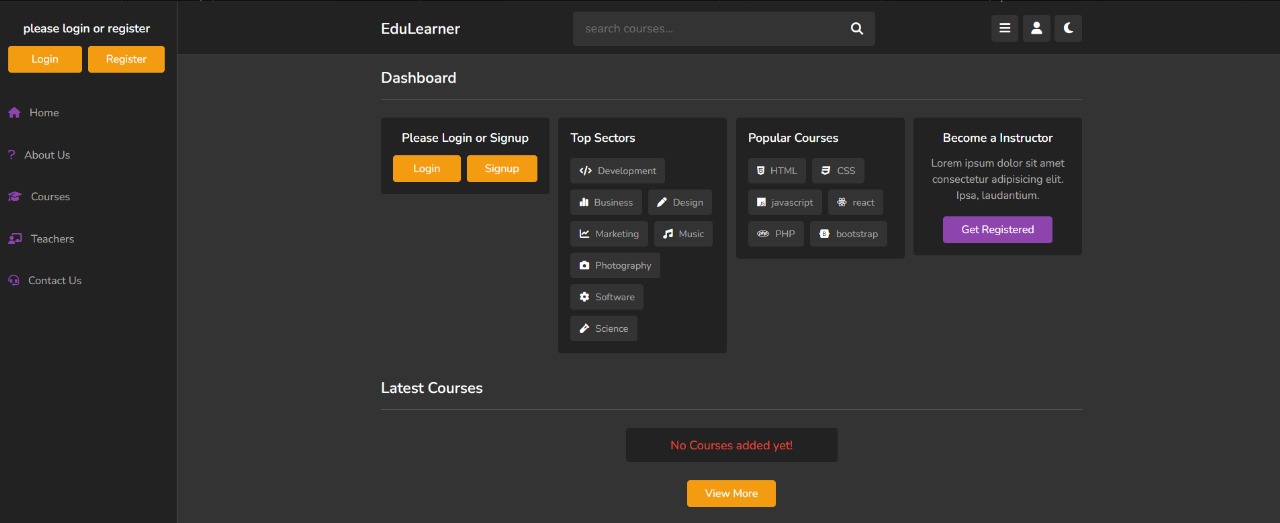 please login or register
Login Register
Home
About Us
Courses
Teachers
Contact Us
EduLearner
search courses...
Dashboard
Please Login or Signup
Login Signup
Top Sectors
Development
Business Design
Marketing Music
Photography
Software
Science
Popular Courses
HTML CSS
javascript react
PHP bootstrap
Become a Instructor
Lorem ipsum dolor sit amet
consectetur adipisicing elit.
Ipsa, laudantium.
Get Registered
Latest Courses
No Courses added yet!
View More